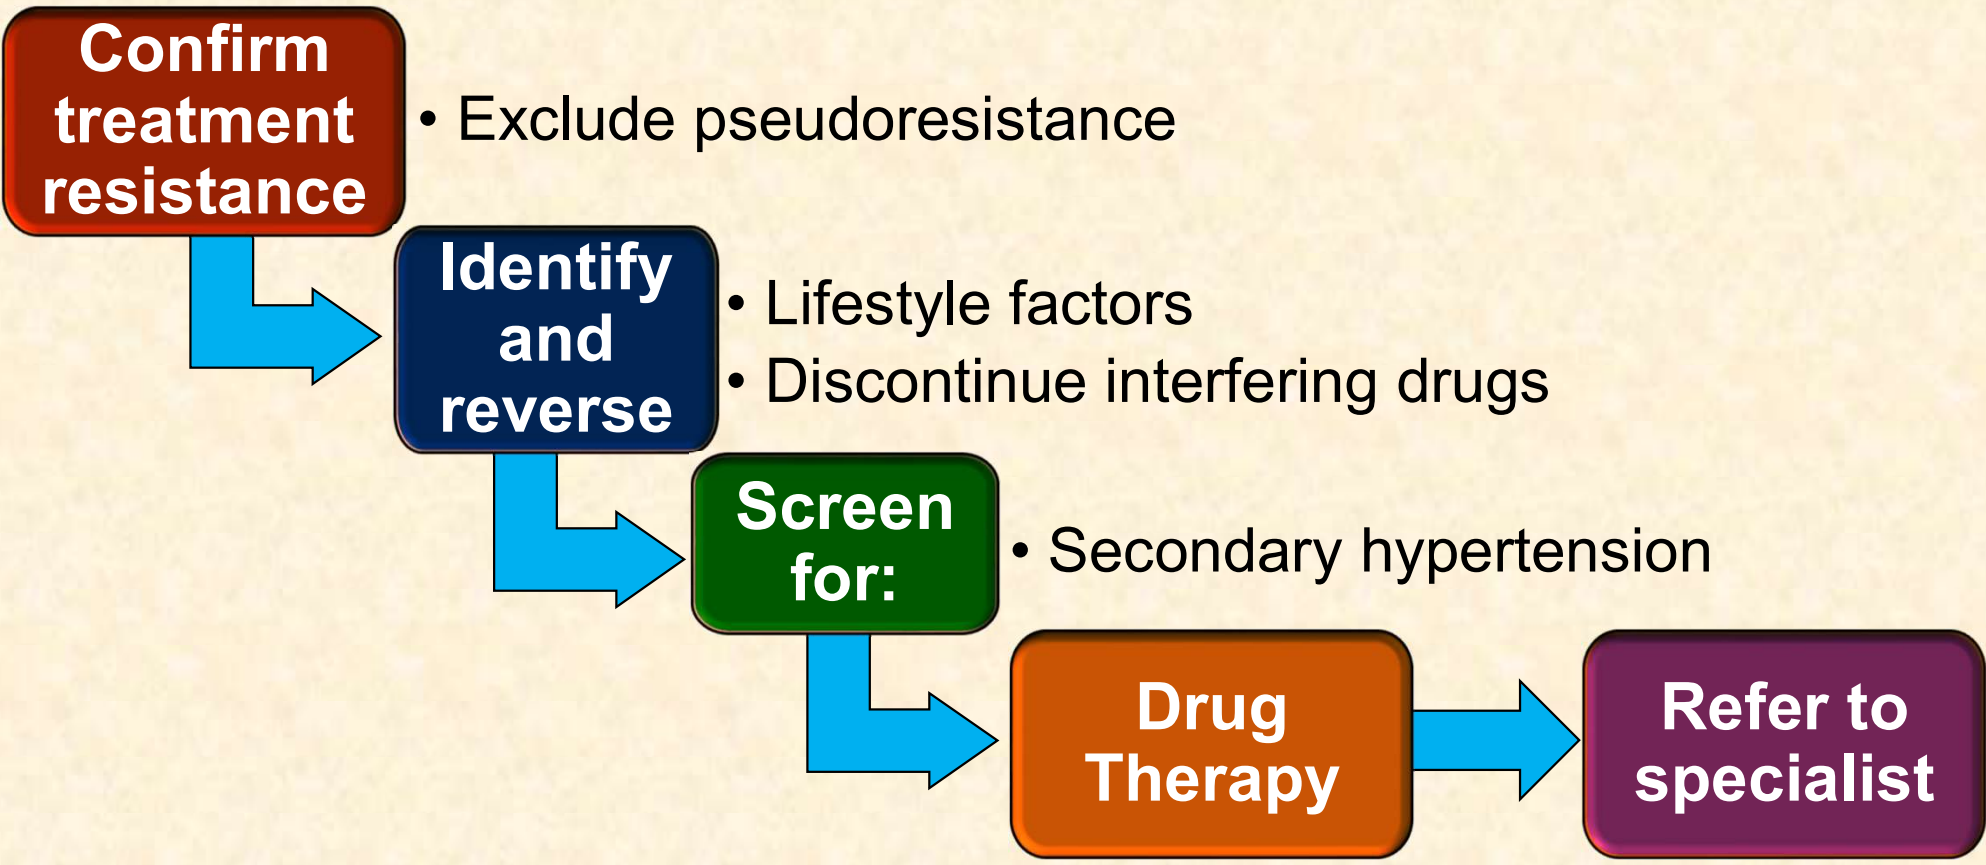 Confirm
treatment
resistance
• Exclude pseudoresistance
Identify
and
reverse
• Lifestyle factors
• Discontinue interfering drugs
Screen
for:
• Secondary hypertension
Drug
Therapy
Refer to
specialist